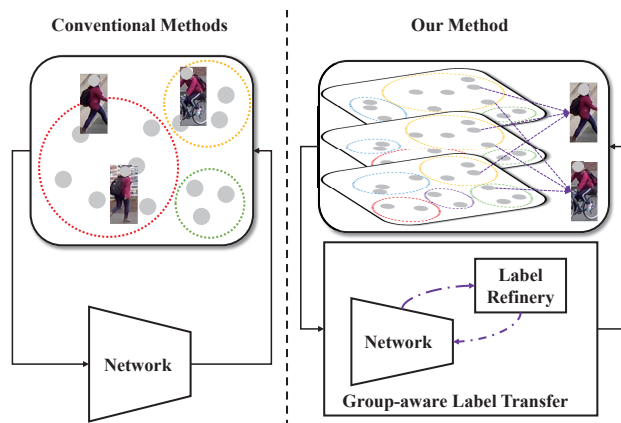 Conventional Methods
Our Method
Network
Label
Refinery
Network
Group-aware Label Transfer